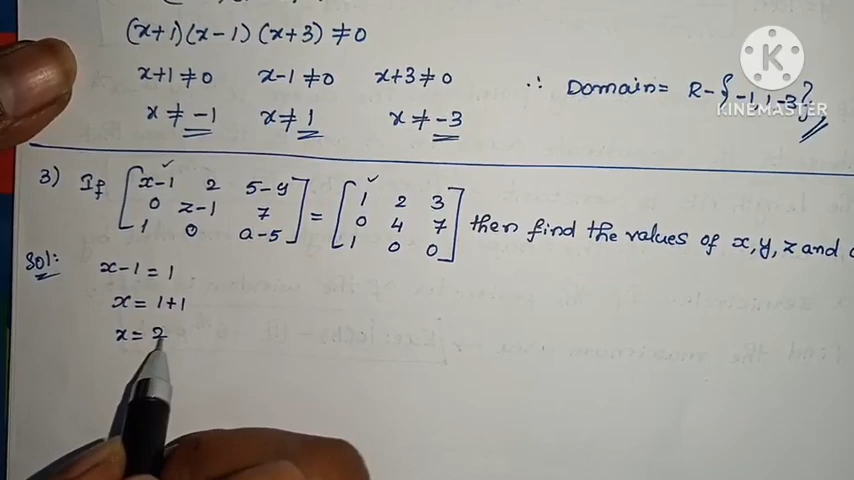 (x+1)(x-1)(x+3) ≠ 0
x+1 ≠ 0 x-1 ≠ 0 x+3 ≠ 0 ∴ Domain = R-{-1, 1, -3}
x ≠ -1 x ≠ 1 x ≠ -3
KINEMASTER
3) If [x-1 2 5-y = [1 2 3 then find the values of x, y, z and
0 z-1 7 0 4 7
1 0 a-5] 1 0 0]
Sol:
x-1 = 1
x = 1+1
x = 2